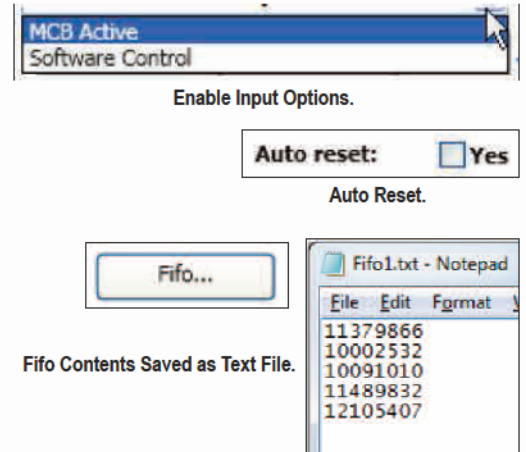 MCB Active
Software Control
Enable Input Options.
Auto reset: Yes
Auto Reset.
Fifo...
Fifo Contents Saved as Text File.
Fifo1.txt - Notepad
File Edit Format
11379866
10002532
10091010
11489832
12105407